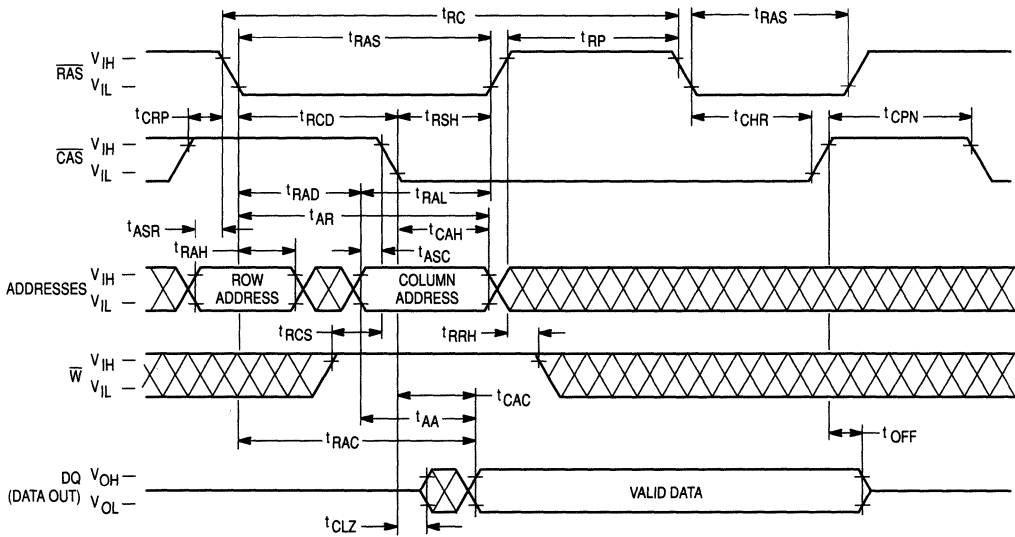 tRC tRAS
tRAS tRP
RAS VIH
VIL
tCRP tRCD tRSH tCHR tCPN
CAS VIH
VIL
tRAD tRAL
tAR
tASR tCAH
tRAH tASC
ADDRESSES VIH
VIL
ROW ADDRESS
COLUMN ADDRESS
tRCS tRRH
W VIH
VIL
tCAC
tAA
tRAC tOFF
DQ (DATA OUT) VOH
VOL
VALID DATA
tCLZ